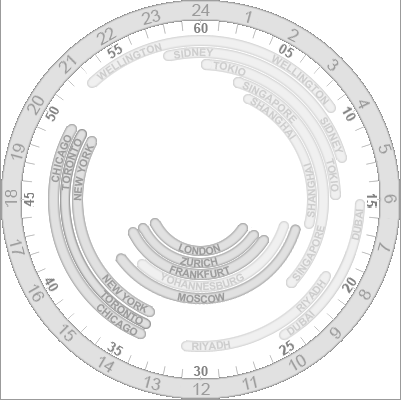 24
1
2
3
4
5
6
7
8
9
10
11
12
13
14
15
16
17
18
19
20
21
22
23
60
05
10
15
20
25
30
35
40
45
50
55
WELLINGTON
WELLINGTON
SiDNEY
SiDNEY
TOKIO
TOKIO
SINGAPORE
SINGAPORE
SHANGHAI
SHANGHAI
DUBAI
DUBAI
RIYADH
RIYADH
CHICAGO
TORONTO
NEW YORK
NEW YORK
TORONTO
CHICAGO
LONDON
ZURICH
FRANKFURT
YOHANNESBURG
MOSCOW